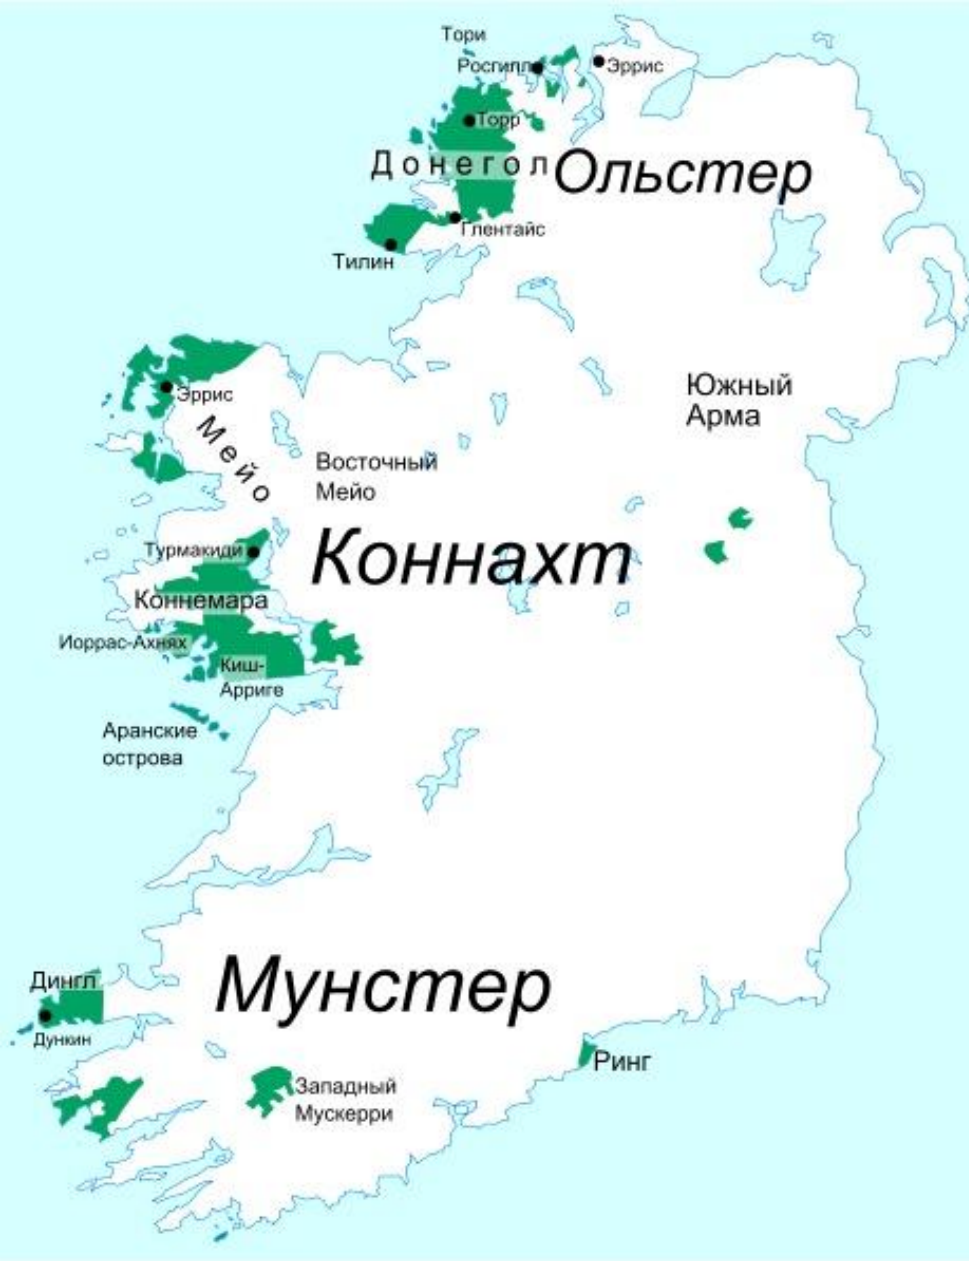 Тори
Росгилл
Эррис
Торр
Донегол
Ольстер
Глентайс
Тилин
Эррис
Мейо
Южный
Арма
Восточный
Мейо
Коннахт
Турмакиди
Коннемара
Иоррас-Ахнях
Киш-
Арриге
Аранские
острова
Мунстер
Дингл
Дункин
Ринг
Западный
Мускерри